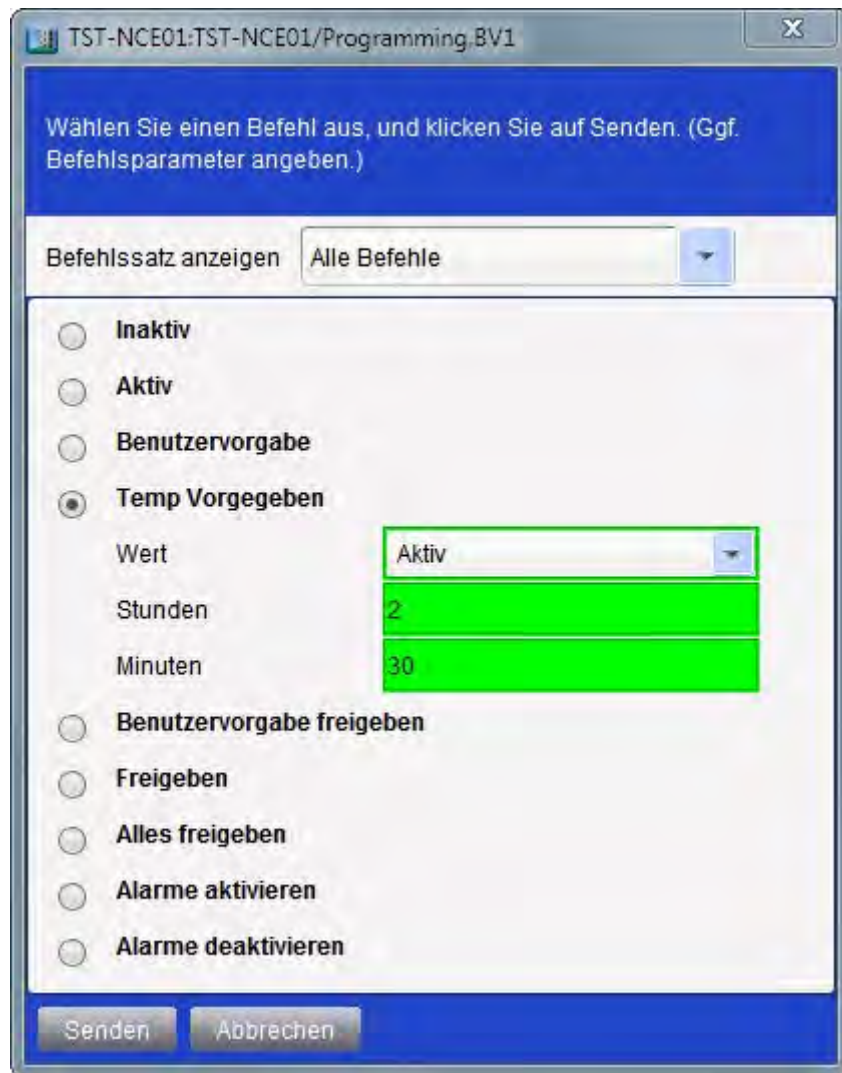 TST-NCE01:TST-NCE01/Programming.BV1
Wählen Sie einen Befehl aus, und klicken Sie auf Senden. (Ggf.
Befehlsparameter angeben.)
Befehlssatz anzeigen Alle Befehle
Inaktiv
Aktiv
Benutzervorgabe
Temp Vorgegeben
Wert Aktiv
Stunden 2
Minuten 30
Benutzervorgabe freigeben
Freigeben
Alles freigeben
Alarme aktivieren
Alarme deaktivieren
Senden Abbrechen